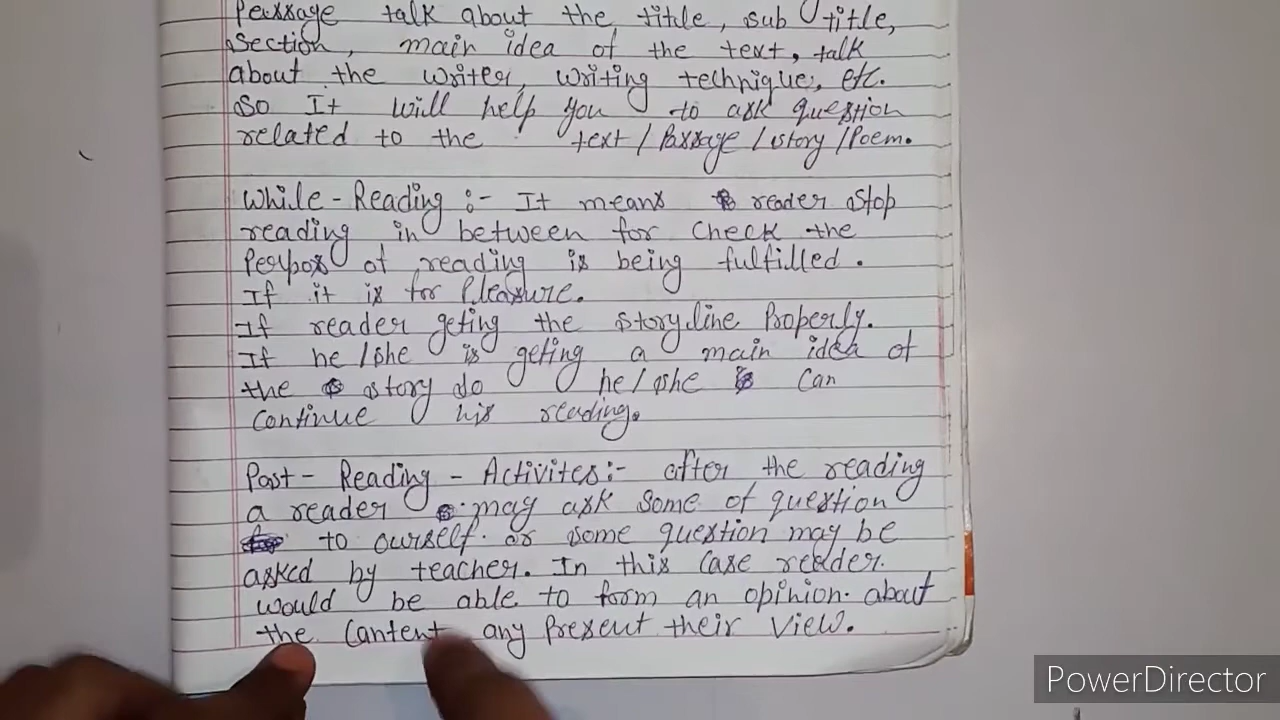 Passage talk about the title, sub title,
Section, main idea of the text, talk
about the writer, writing technique, etc.
So It will help you to ask question
related to the text / Passage / story / Poem.
While - Reading :- It means reader stop
reading in between for check the
Perpos of reading is being fulfilled.
If it is for Pleasure.
If reader geting the storyline Properly.
If he/she is geting a main idea of
the story so he/she can
continue his reading.
Past - Reading - Activites :- after the reading
a reader may ask some of question
to ourself. or some question may be
asked by teacher. In this case reader.
would be able to form an opinion. about
the Cantent any Present their view.
PowerDirector